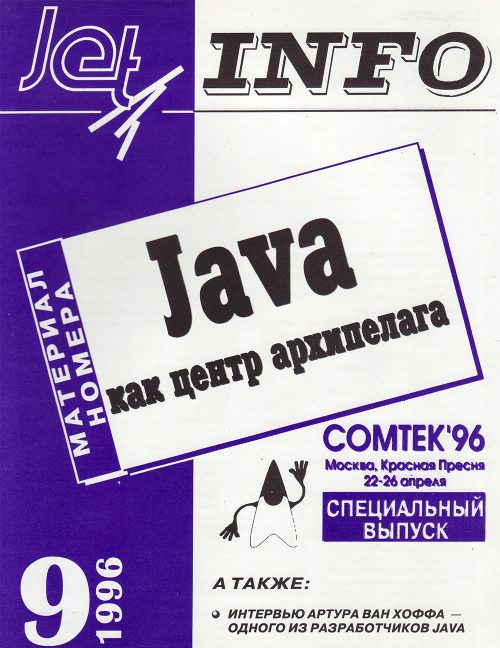 Jet INFO
МАТЕРИАЛ
НОМЕРА
Java
как центр архипелага
COMTEK'96
Москва, Красная Пресня
22-26 апреля
СПЕЦИАЛЬНЫЙ
ВЫПУСК
9
1996
А ТАКЖЕ:
ИНТЕРВЬЮ АРТУРА ВАН ХОФФА —
ОДНОГО ИЗ РАЗРАБОТЧИКОВ JAVA